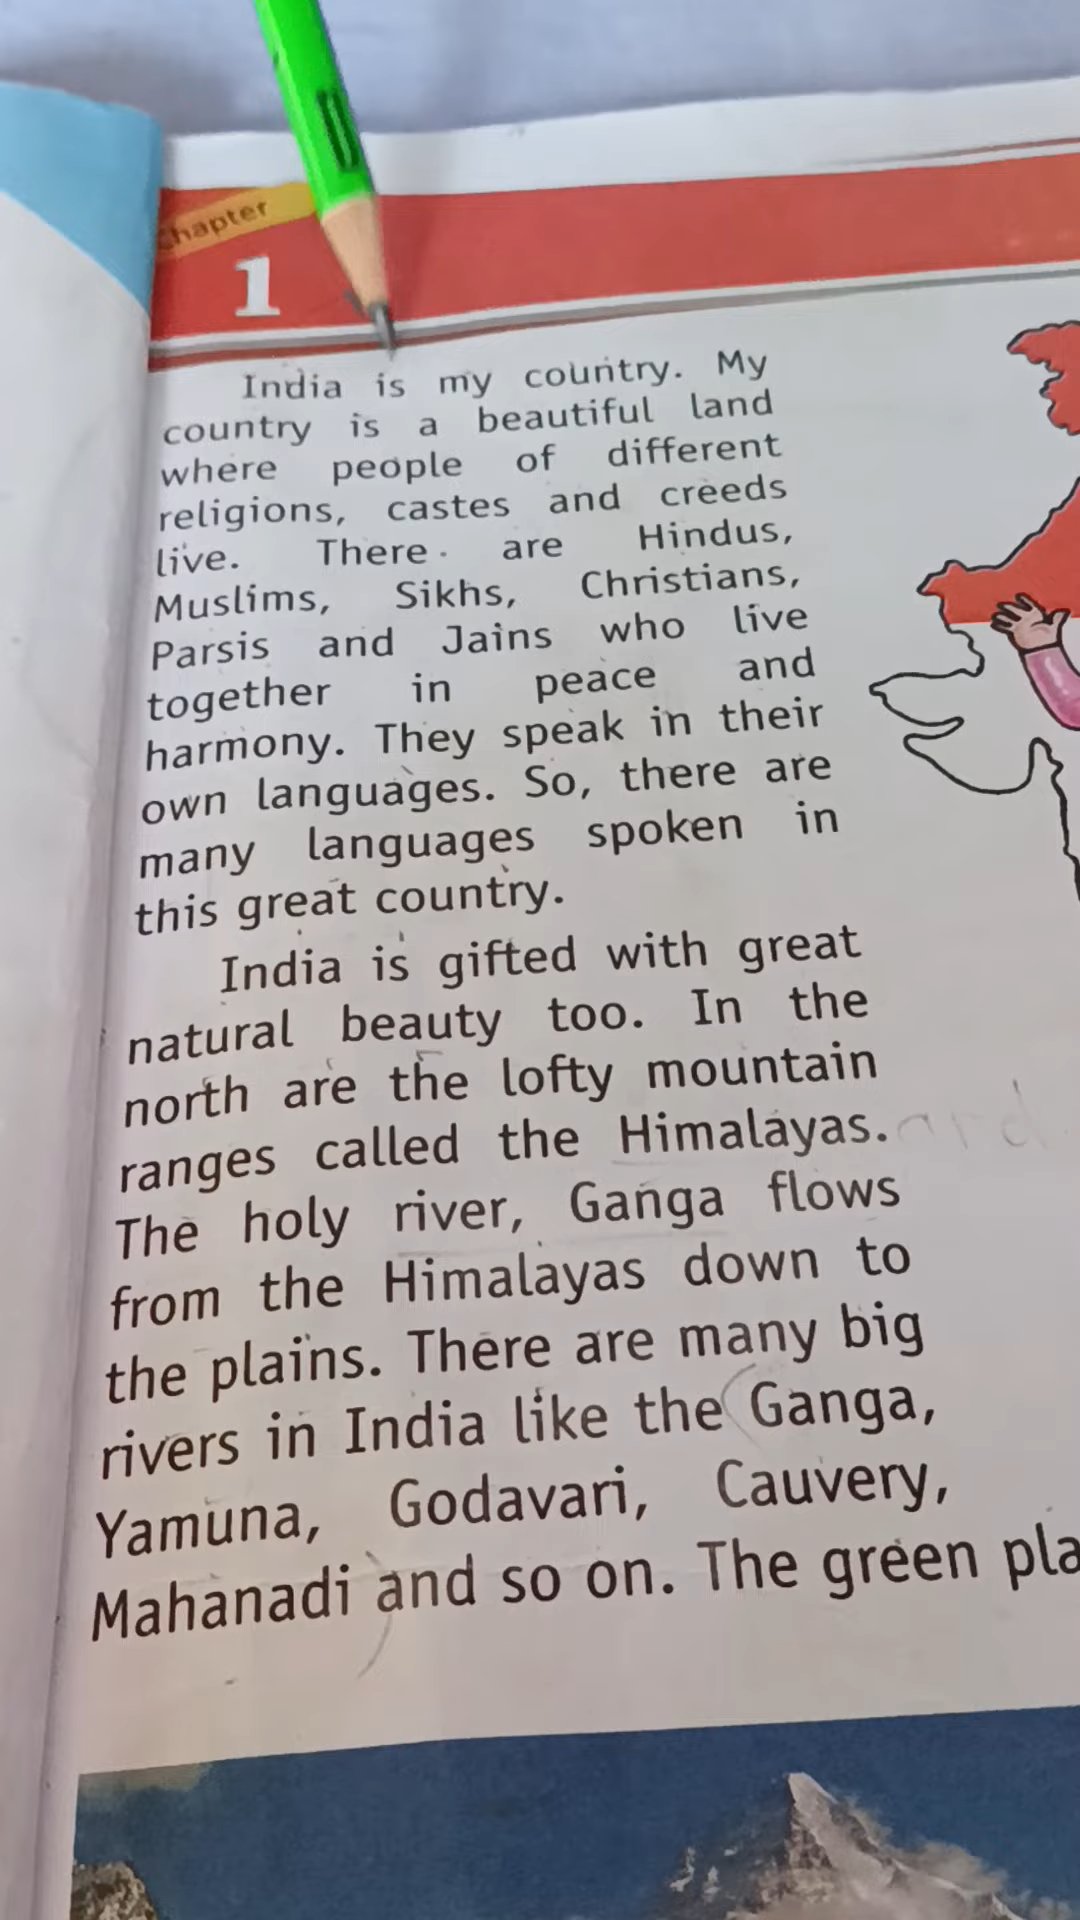 Chapter
1
India is my country. My
country is a beautiful land
where people of different
religions, castes and creeds
live. There are Hindus,
Muslims, Sikhs, Christians,
Parsis and Jains who live
together in peace and
harmony. They speak in their
own languages. So, there are
many languages spoken in
this great country.
India is gifted with great
natural beauty too. In the
north are the lofty mountain
ranges called the Himalayas.
The holy river, Ganga flows
from the Himalayas down to
the plains. There are many big
rivers in India like the Ganga,
Yamuna, Godavari, Cauvery,
Mahanadi and so on. The green